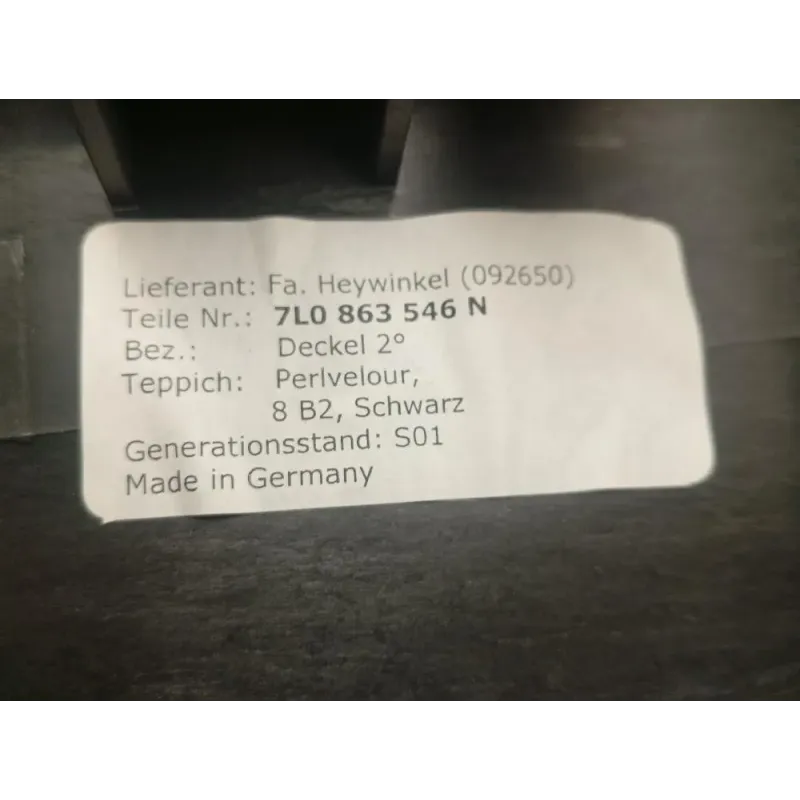 Lieferant: Fa. Heywinkel (092650)
Teile Nr.: 7L0 863 546 N
Bez.: Deckel 2°
Teppich: Perlvelour,
8 B2, Schwarz
Generationsstand: S01
Made in Germany